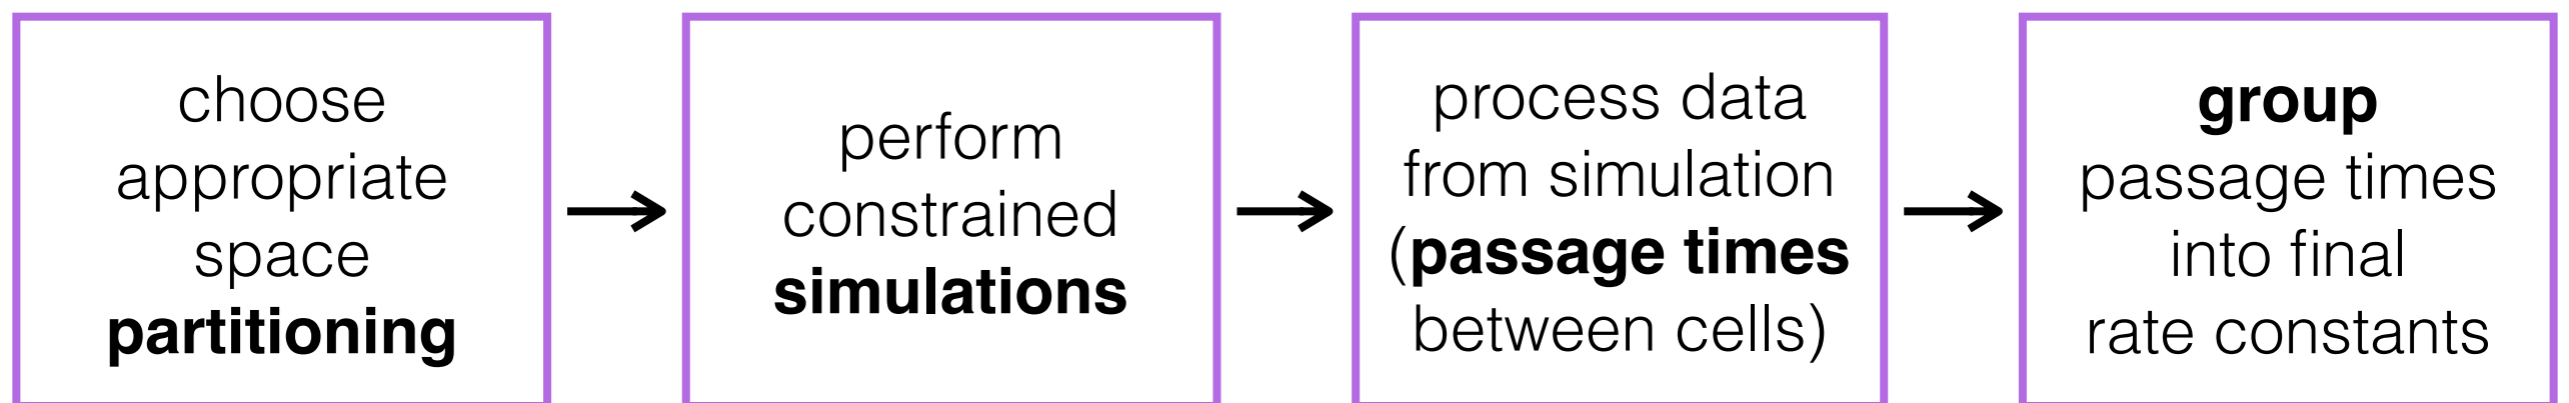 choose
appropriate
space
partitioning
perform
constrained
simulations
process data
from simulation
(passage times
between cells)
group
passage times
into final
rate constants